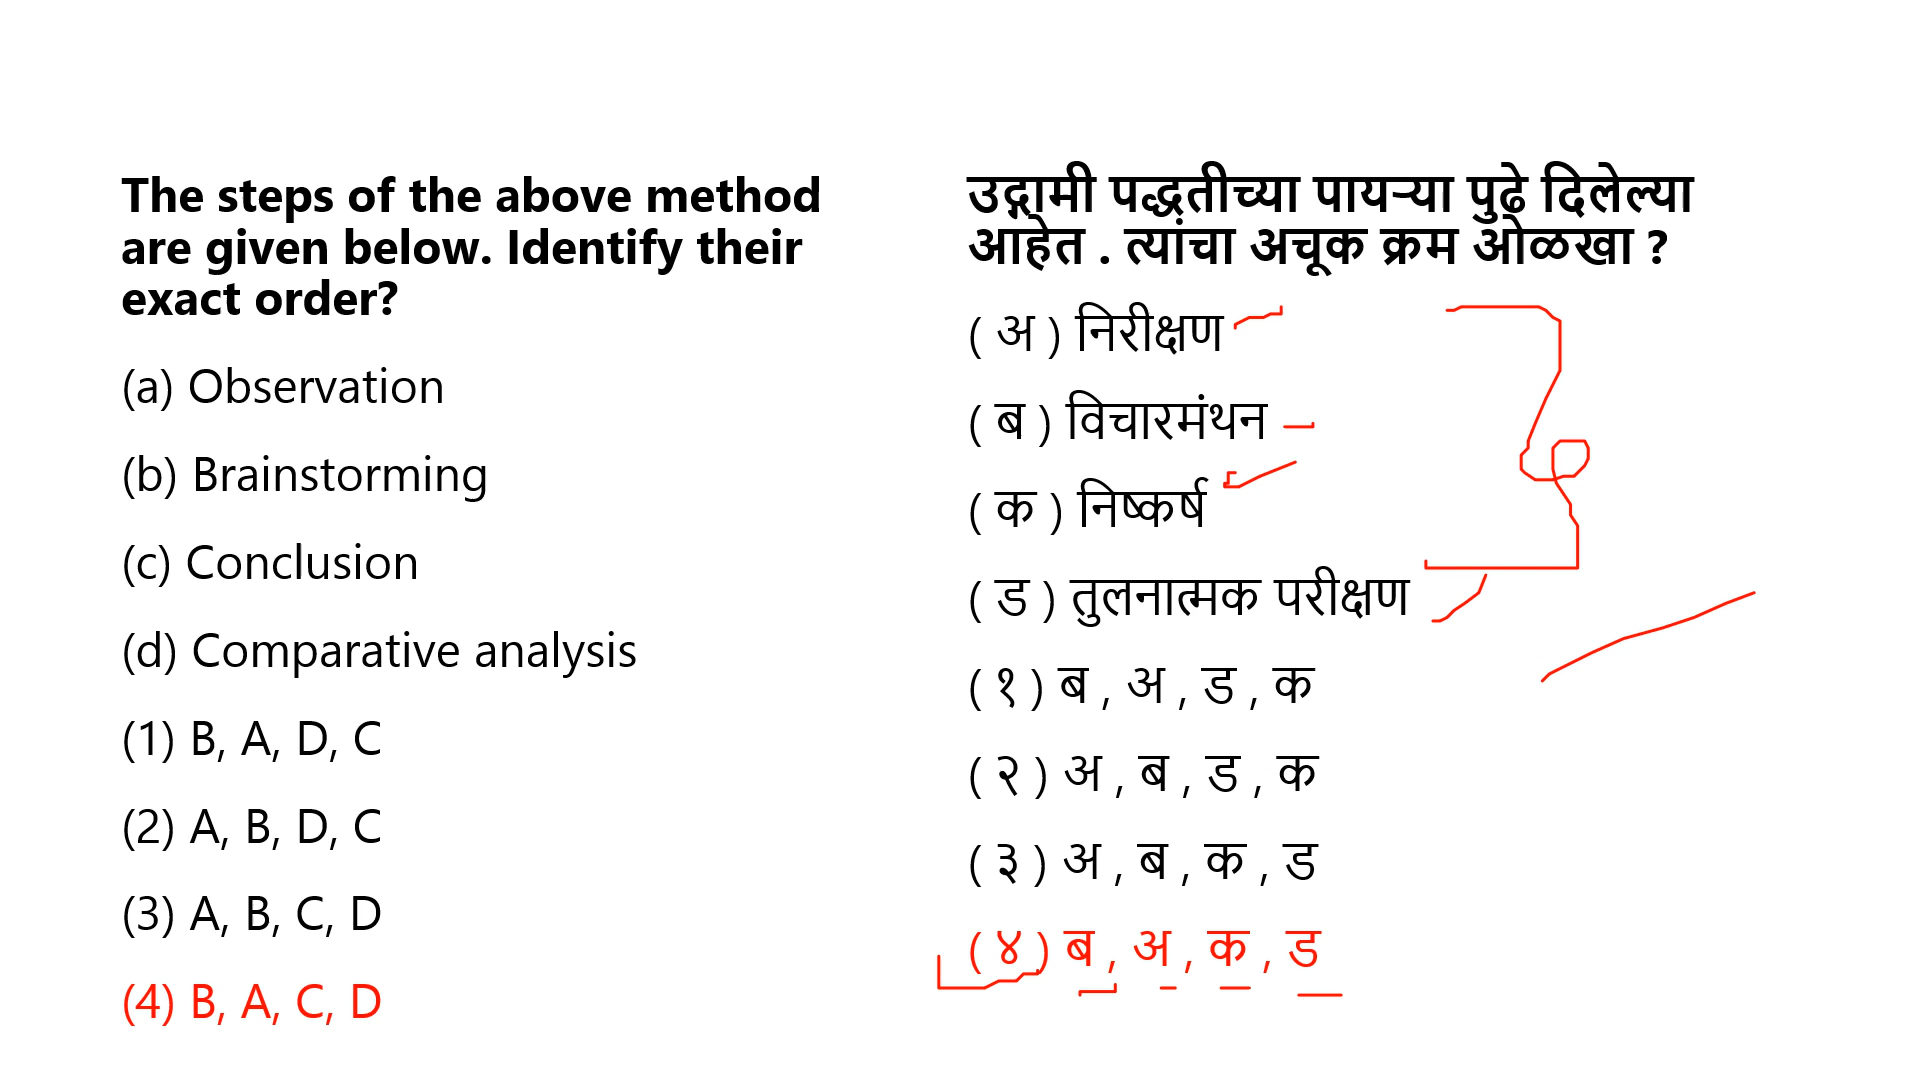 The steps of the above method
are given below. Identify their
exact order?
(a) Observation
(b) Brainstorming
(c) Conclusion
(d) Comparative analysis
(1) B, A, D, C
(2) A, B, D, C
(3) A, B, C, D
(4) B, A, C, D
उद्गामी पद्धतीच्या पायऱ्या पुढे दिलेल्या
आहेत . त्यांचा अचूक क्रम ओळखा ?
( अ ) निरीक्षण
( ब ) विचारमंथन
( क ) निष्कर्ष
( ड ) तुलनात्मक परीक्षण
( १ ) ब , अ , ड , क
( २ ) अ , ब , ड , क
( ३ ) अ , ब , क , ड
( ४ ) ब , अ , क , ड